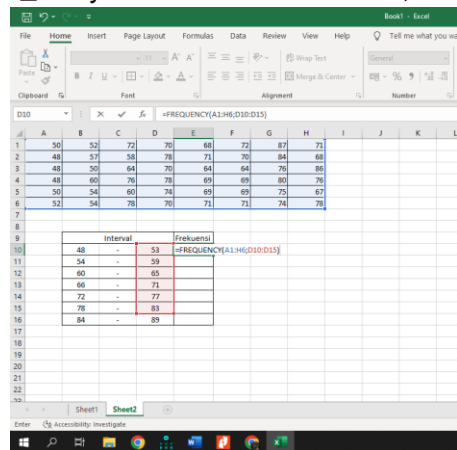 Book1 - Excel
File Home Insert Page Layout Formulas Data Review View Help Tell me what you wa
11 A A Wrap Text General
Paste B I U A Merge & Center % 9
Clipboard Font Alignment Number
D10 fx =FREQUENCY(A1:H6;D10:D15)
A B C D E F G H I J K L
1 50 52 72 70 68 72 87 71
2 48 57 58 78 71 70 84 68
3 48 50 64 70 64 64 76 86
4 48 60 76 78 69 69 80 76
5 50 54 60 74 69 69 75 67
6 52 54 78 70 71 71 74 78
7
8
9 Interval Frekuensi
10 48 - 53 =FREQUENCY(A1:H6;D10:D15)
11 54 - 59
12 60 - 65
13 66 - 71
14 72 - 77
15 78 - 83
16 84 - 89
17
18
19
20
21
22
23
Sheet1 Sheet2
Enter Accessibility: Investigate